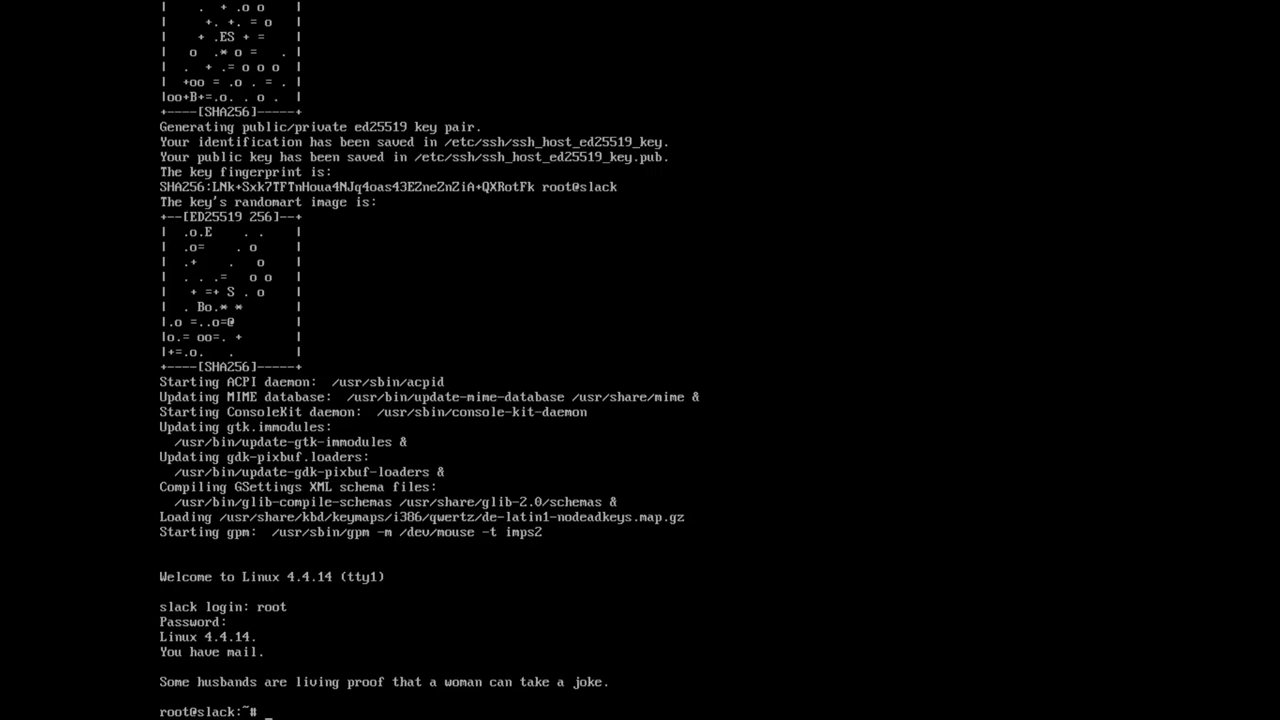 |    .  + .o o    |
|     +. +. = o   |
|    + .ES + =    |
|   o  .* o =   . |
|  .  + .= o o o  |
|  +oo = .o . = . |
|oo+B+=.o. . o .  |
+----[SHA256]-----+
Generating public/private ed25519 key pair.
Your identification has been saved in /etc/ssh/ssh_host_ed25519_key.
Your public key has been saved in /etc/ssh/ssh_host_ed25519_key.pub.
The key fingerprint is:
SHA256:LNk+Sxk7TFTnHoua4NJq4oas43EZneZnZiA+QXRotFk root@slack
The key's randomart image is:
+--[ED25519 256]--+
|  .o.E    . .    |
|  .o=    . o     |
|  .+    .   o    |
|  . . .=   o o   |
|   + =+ S . o    |
|  . Bo.* *       |
|.o =..o=@        |
|o.= oo=. +       |
|+=.o.   .        |
+----[SHA256]-----+
Starting ACPI daemon:  /usr/sbin/acpid
Updating MIME database:  /usr/bin/update-mime-database /usr/share/mime &
Starting ConsoleKit daemon:  /usr/sbin/console-kit-daemon
Updating gtk.immodules:
  /usr/bin/update-gtk-immodules &
Updating gdk-pixbuf.loaders:
  /usr/bin/update-gdk-pixbuf-loaders &
Compiling GSettings XML schema files:
  /usr/bin/glib-compile-schemas /usr/share/glib-2.0/schemas &
Loading /usr/share/kbd/keymaps/i386/qwertz/de-latin1-nodeadkeys.map.gz
Starting gpm:  /usr/sbin/gpm -m /dev/mouse -t imps2
Welcome to Linux 4.4.14 (tty1)
slack login: root
Password:
Linux 4.4.14.
You have mail.
Some husbands are living proof that a woman can take a joke.
root@slack:~# _